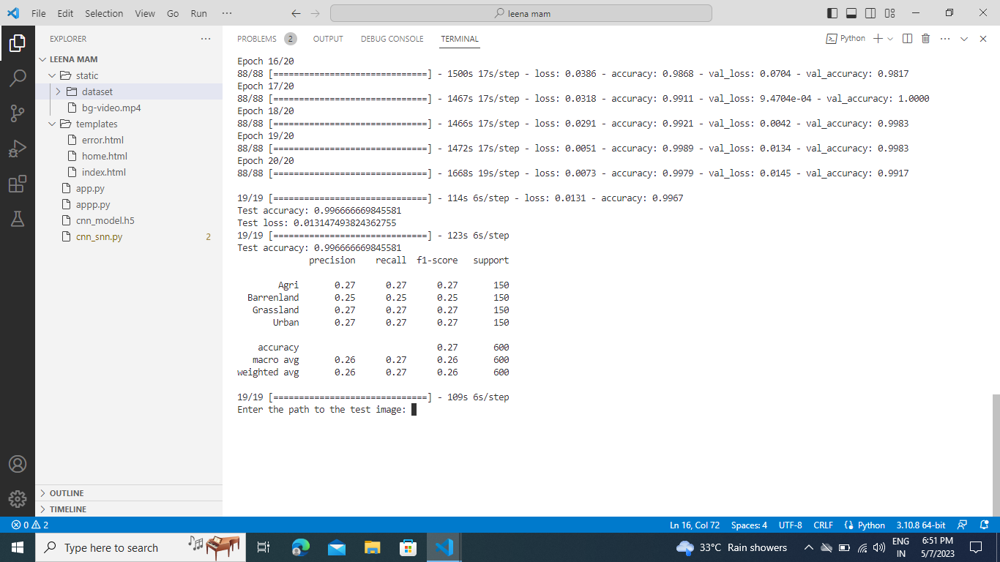 File Edit Selection View Go Run ··· leena mam
EXPLORER ···
LEENA MAM
static
dataset
bg-video.mp4
templates
error.html
home.html
index.html
app.py
appp.py
cnn_model.h5
cnn_snn.py 2
OUTLINE
TIMELINE
PROBLEMS 2 OUTPUT DEBUG CONSOLE TERMINAL Python
Epoch 16/20
88/88 [==============================] - 1500s 17s/step - loss: 0.0386 - accuracy: 0.9868 - val_loss: 0.0704 - val_accuracy: 0.9817
Epoch 17/20
88/88 [==============================] - 1467s 17s/step - loss: 0.0318 - accuracy: 0.9911 - val_loss: 9.4704e-04 - val_accuracy: 1.0000
Epoch 18/20
88/88 [==============================] - 1466s 17s/step - loss: 0.0291 - accuracy: 0.9921 - val_loss: 0.0042 - val_accuracy: 0.9983
Epoch 19/20
88/88 [==============================] - 1472s 17s/step - loss: 0.0051 - accuracy: 0.9989 - val_loss: 0.0134 - val_accuracy: 0.9983
Epoch 20/20
88/88 [==============================] - 1668s 19s/step - loss: 0.0073 - accuracy: 0.9979 - val_loss: 0.0145 - val_accuracy: 0.9917
19/19 [==============================] - 114s 6s/step - loss: 0.0131 - accuracy: 0.9967
Test accuracy: 0.996666669845581
Test loss: 0.013147493824362755
19/19 [==============================] - 123s 6s/step
Test accuracy: 0.996666669845581
precision recall f1-score support
Agri 0.27 0.27 0.27 150
Barrenland 0.25 0.25 0.25 150
Grassland 0.27 0.27 0.27 150
Urban 0.27 0.27 0.27 150
accuracy 0.27 600
macro avg 0.26 0.27 0.26 600
weighted avg 0.26 0.27 0.26 600
19/19 [==============================] - 109s 6s/step
Enter the path to the test image:
0 2 Ln 16, Col 72 Spaces: 4 UTF-8 CRLF Python 3.10.8 64-bit
Type here to search 33°C Rain showers ENG 6:51 PM
IN 5/7/2023